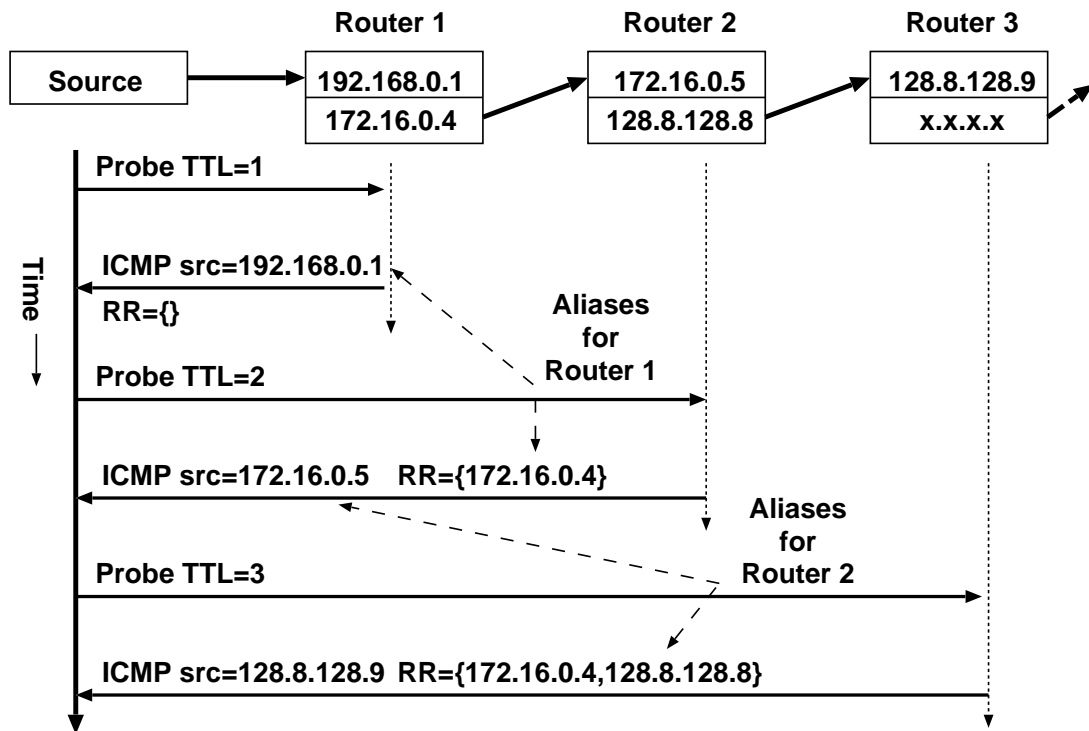 Router 1
Router 2
Router 3
Source
192.168.0.1
172.16.0.4
172.16.0.5
128.8.128.8
128.8.128.9
x.x.x.x
Probe TTL=1
Time
ICMP src=192.168.0.1
RR={}
Aliases
for
Router 1
Probe TTL=2
ICMP src=172.16.0.5 RR={172.16.0.4}
Aliases
for
Router 2
Probe TTL=3
ICMP src=128.8.128.9 RR={172.16.0.4,128.8.128.8}